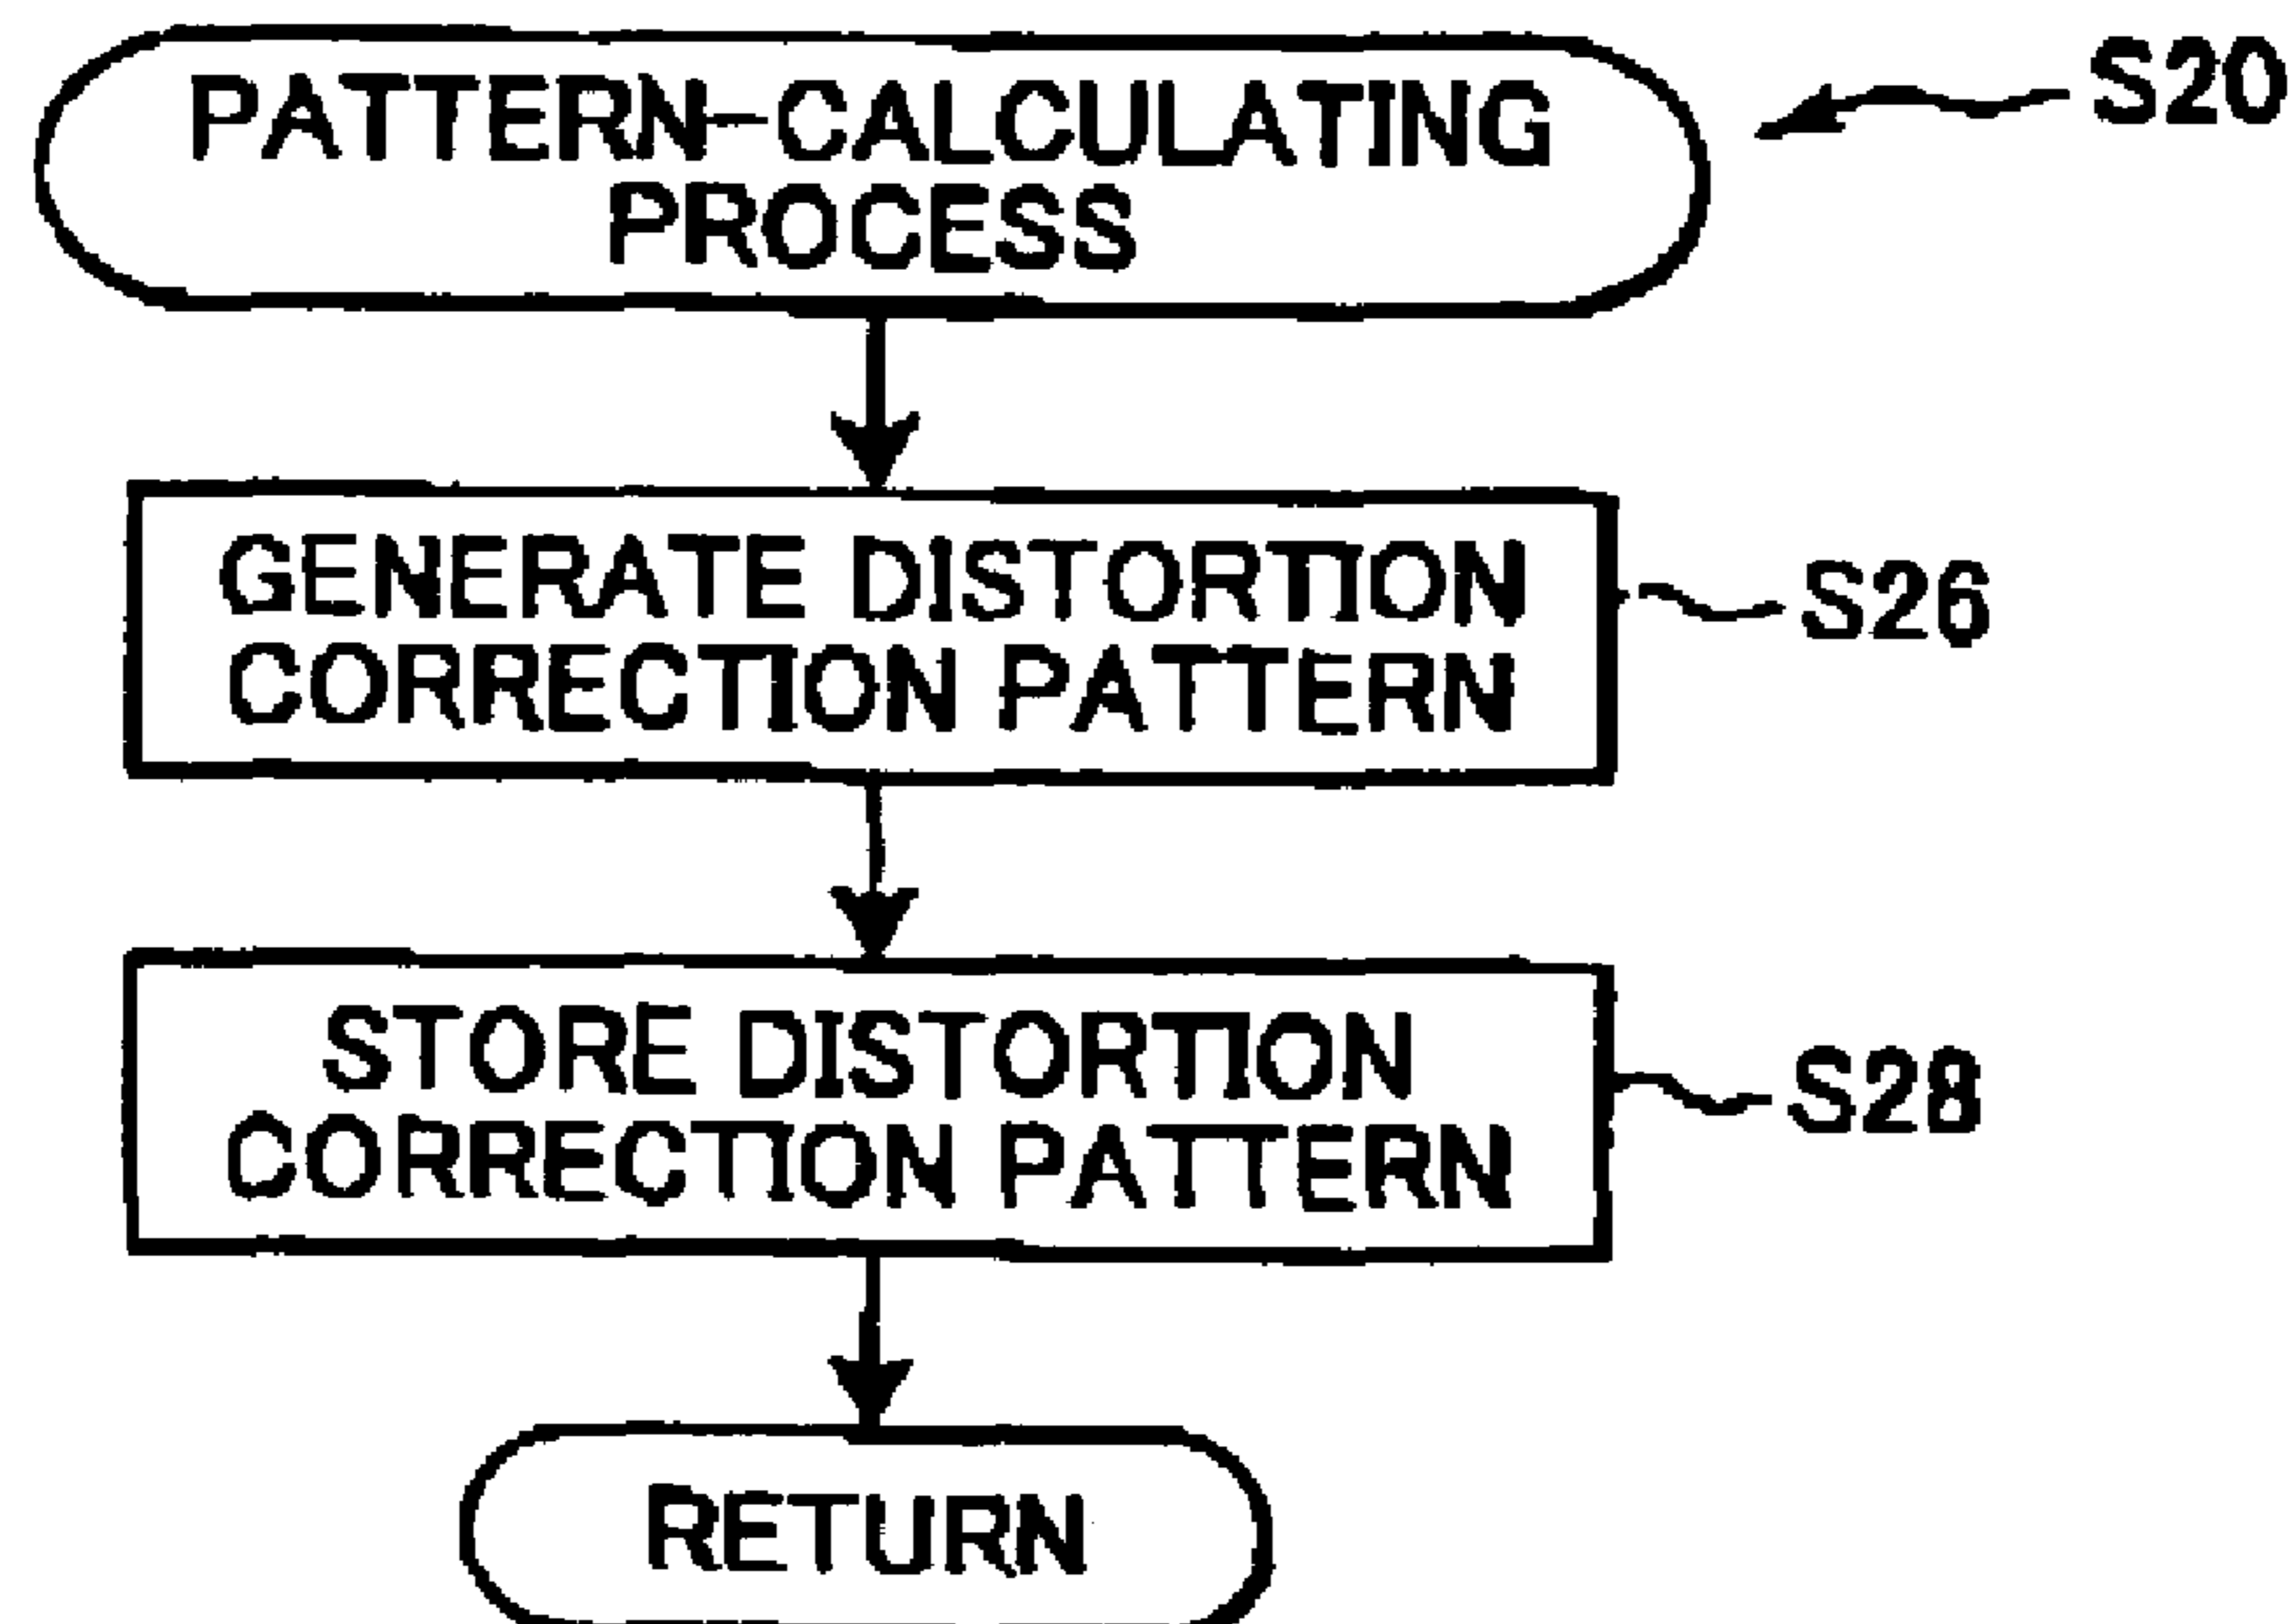 PATTERN-CALCULATING
PROCESS
S20
GENERATE DISTORTION
CORRECTION PATTERN
S26
STORE DISTORTION
CORRECTION PATTERN
S28
RETURN